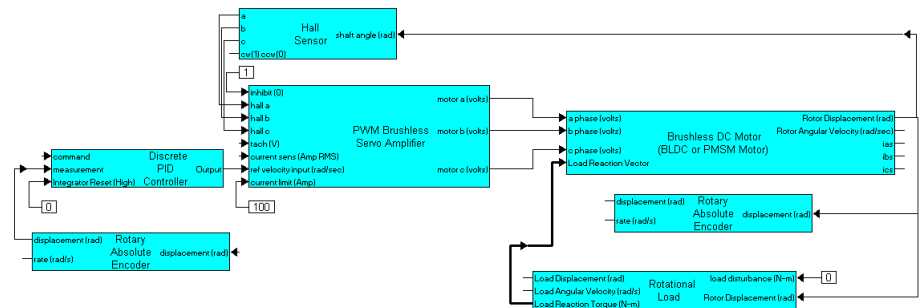 a
b Hall
c Sensor shaft angle (rad)
cw(1) ccw(0)
1
inhibit (0) motor a (volts)
hall a
hall b PWM Brushless motor b (volts)
hall c Servo Amplifier
tach (V)
current sens (Amp RMS)
ref velocity input (rad/sec) motor c (volts)
current limit (Amp)
100
a phase (volts) Rotor Displacement (rad)
b phase (volts) Brushless DC Motor Rotor Angular Velocity (rad/sec)
(BLDC or PMSM Motor) ias
c phase (volts) ibs
Load Reaction Vector ics
command Discrete
measurement PID Output
Integrator Reset (High) Controller
0
displacement (rad) Rotary
Absolute displacement (rad)
rate (rad/s) Encoder
displacement (rad) Rotary
Absolute displacement (rad)
rate (rad/s) Encoder
Load Displacement (rad) load disturbance (N-m) 0
Load Angular Velocity (rad/s) Rotational
Load Reaction Torque (N-m) Load Rotor Displacement (rad)